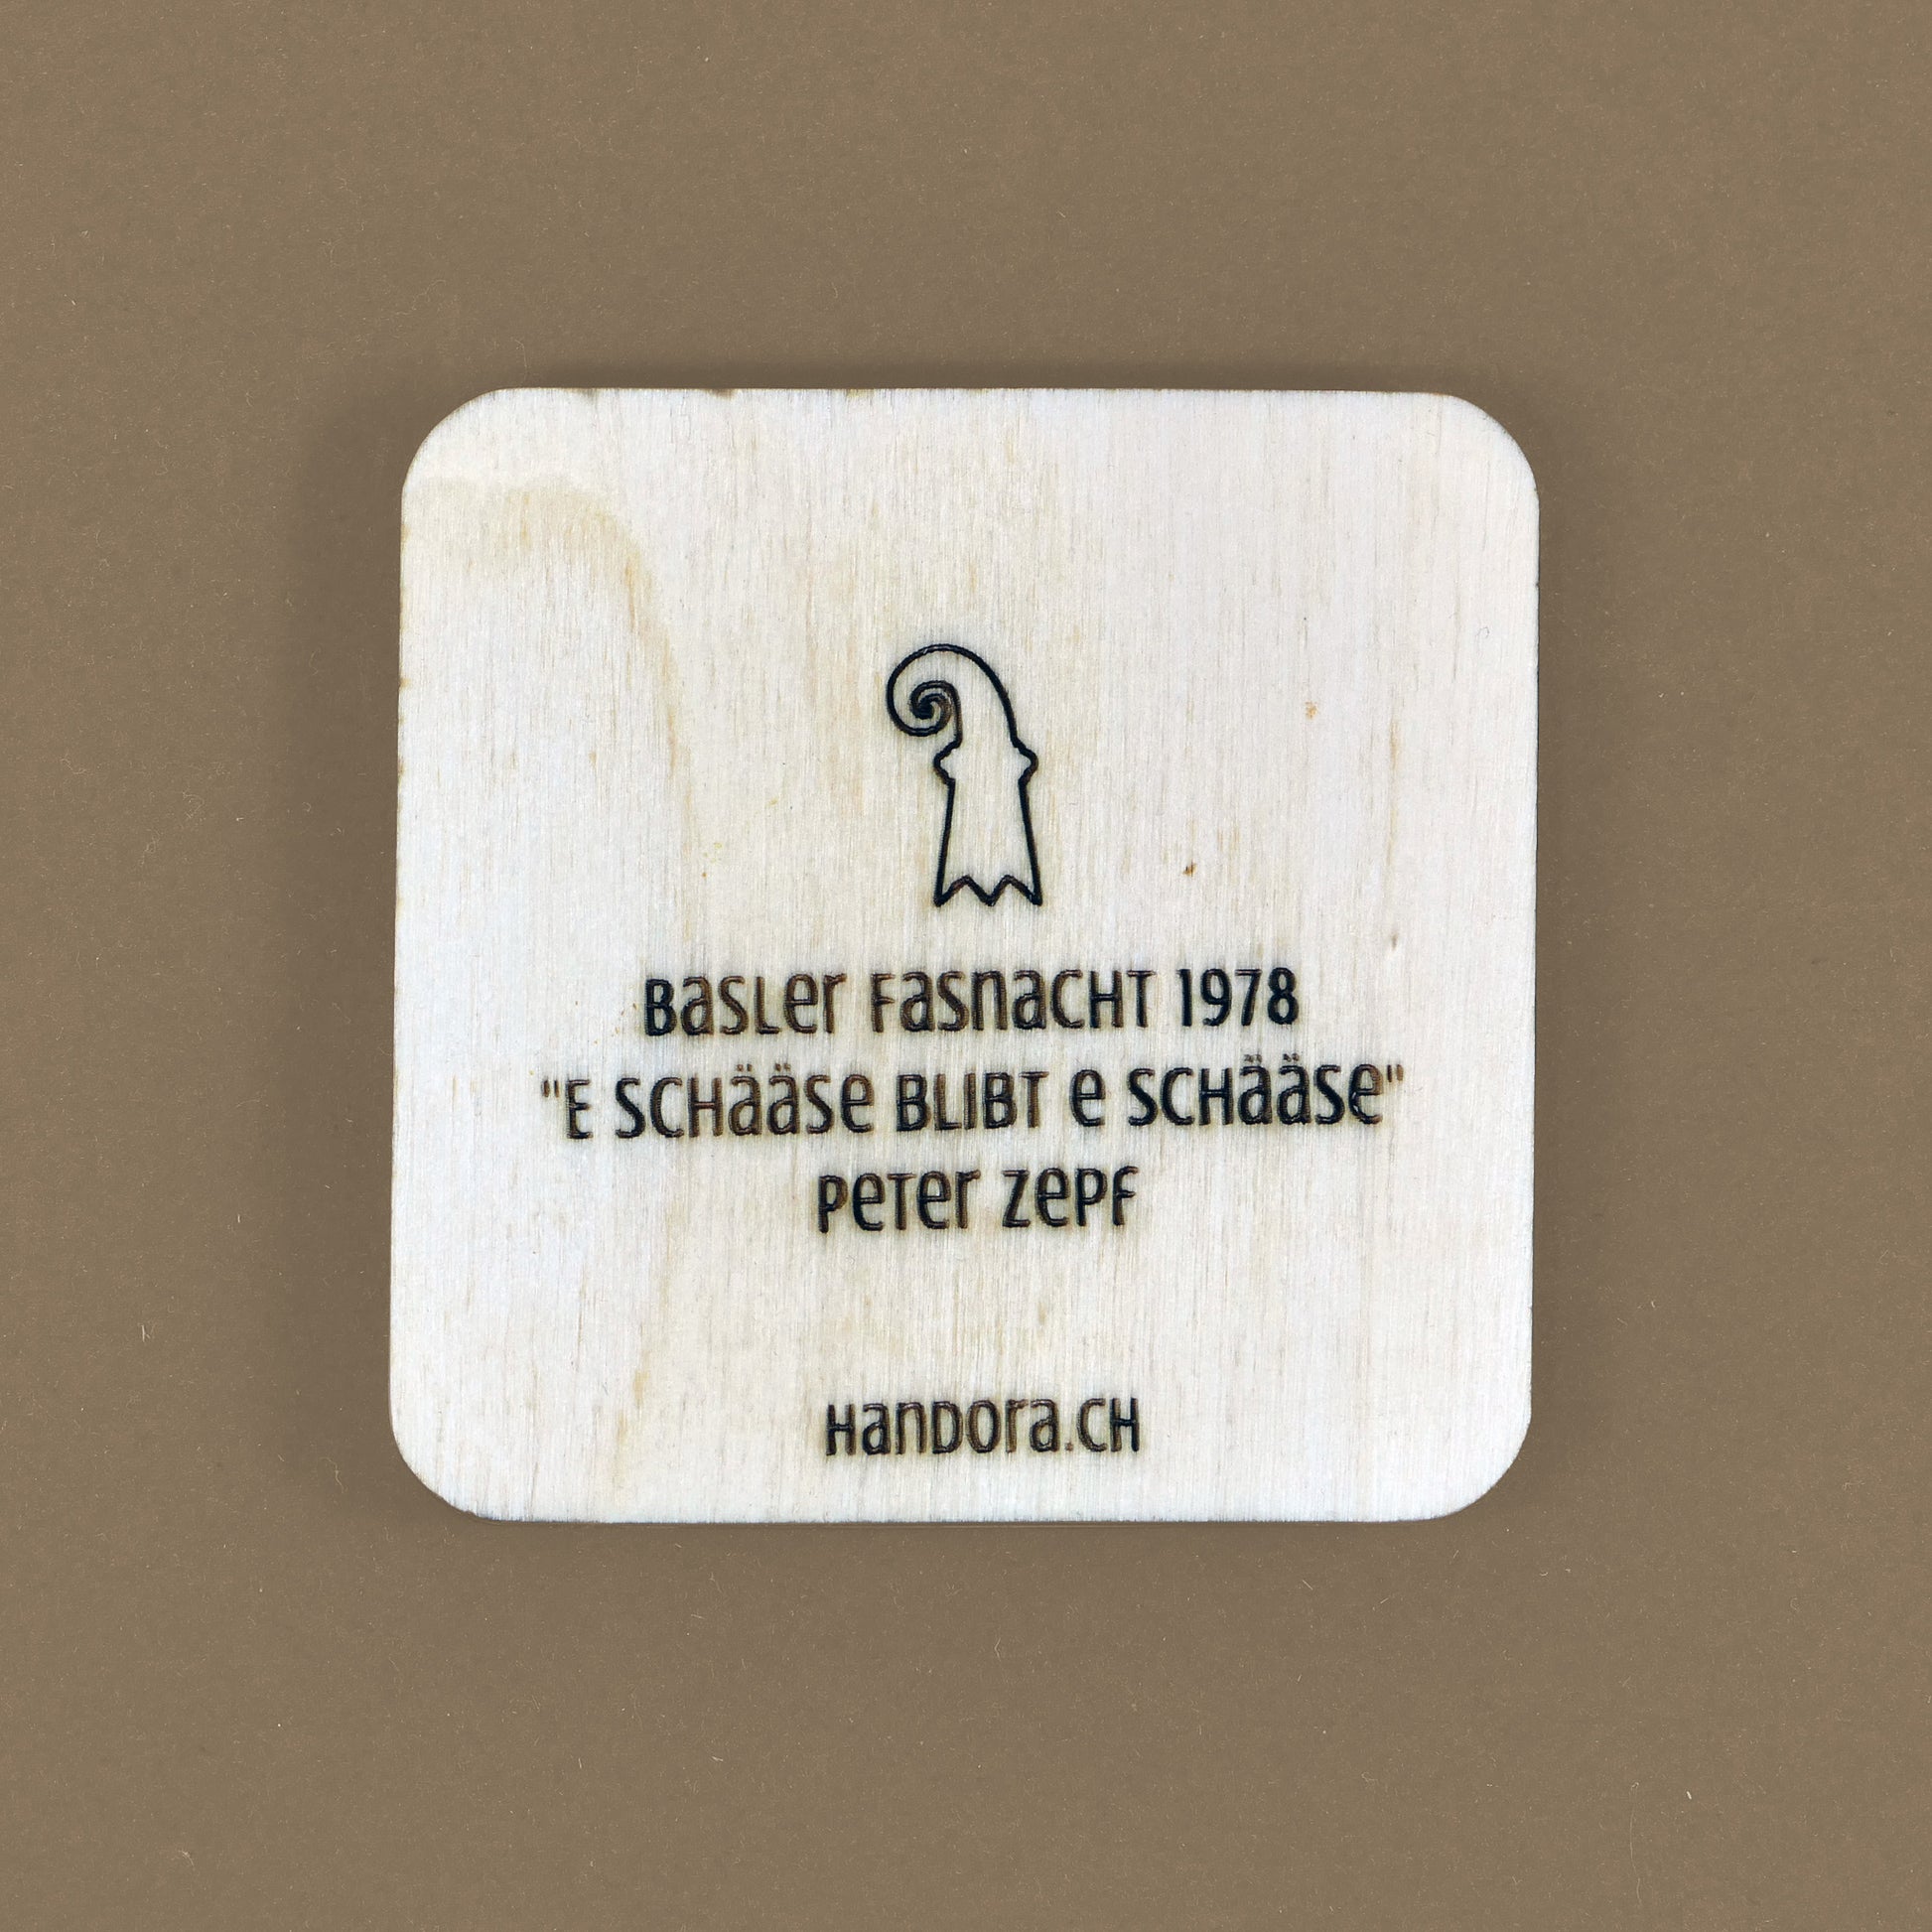 Basler Fasnacht 1978
"E Schääse blibt e Schääse"
Peter Zepf
Handora.ch